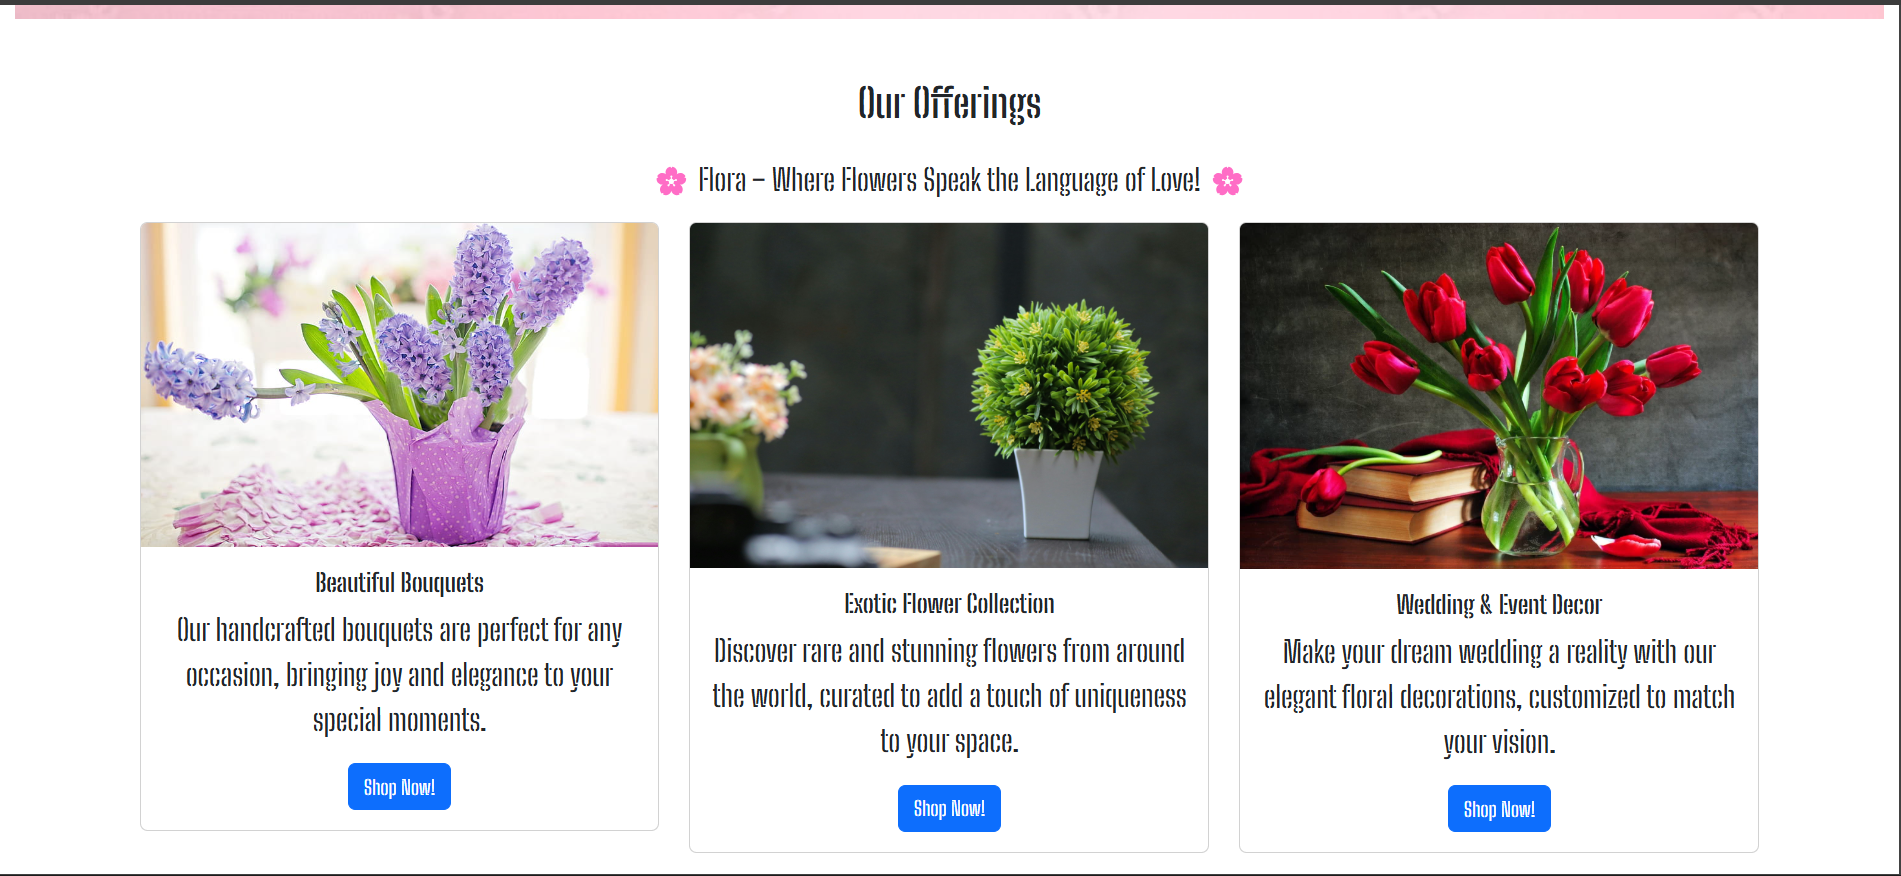 Our Offerings
🌸 Flora – Where Flowers Speak the Language of Love! 🌸
Beautiful Bouquets
Our handcrafted bouquets are perfect for any
occasion, bringing joy and elegance to your
special moments.
Shop Now!
Exotic Flower Collection
Discover rare and stunning flowers from around
the world, curated to add a touch of uniqueness
to your space.
Shop Now!
Wedding & Event Decor
Make your dream wedding a reality with our
elegant floral decorations, customized to match
your vision.
Shop Now!